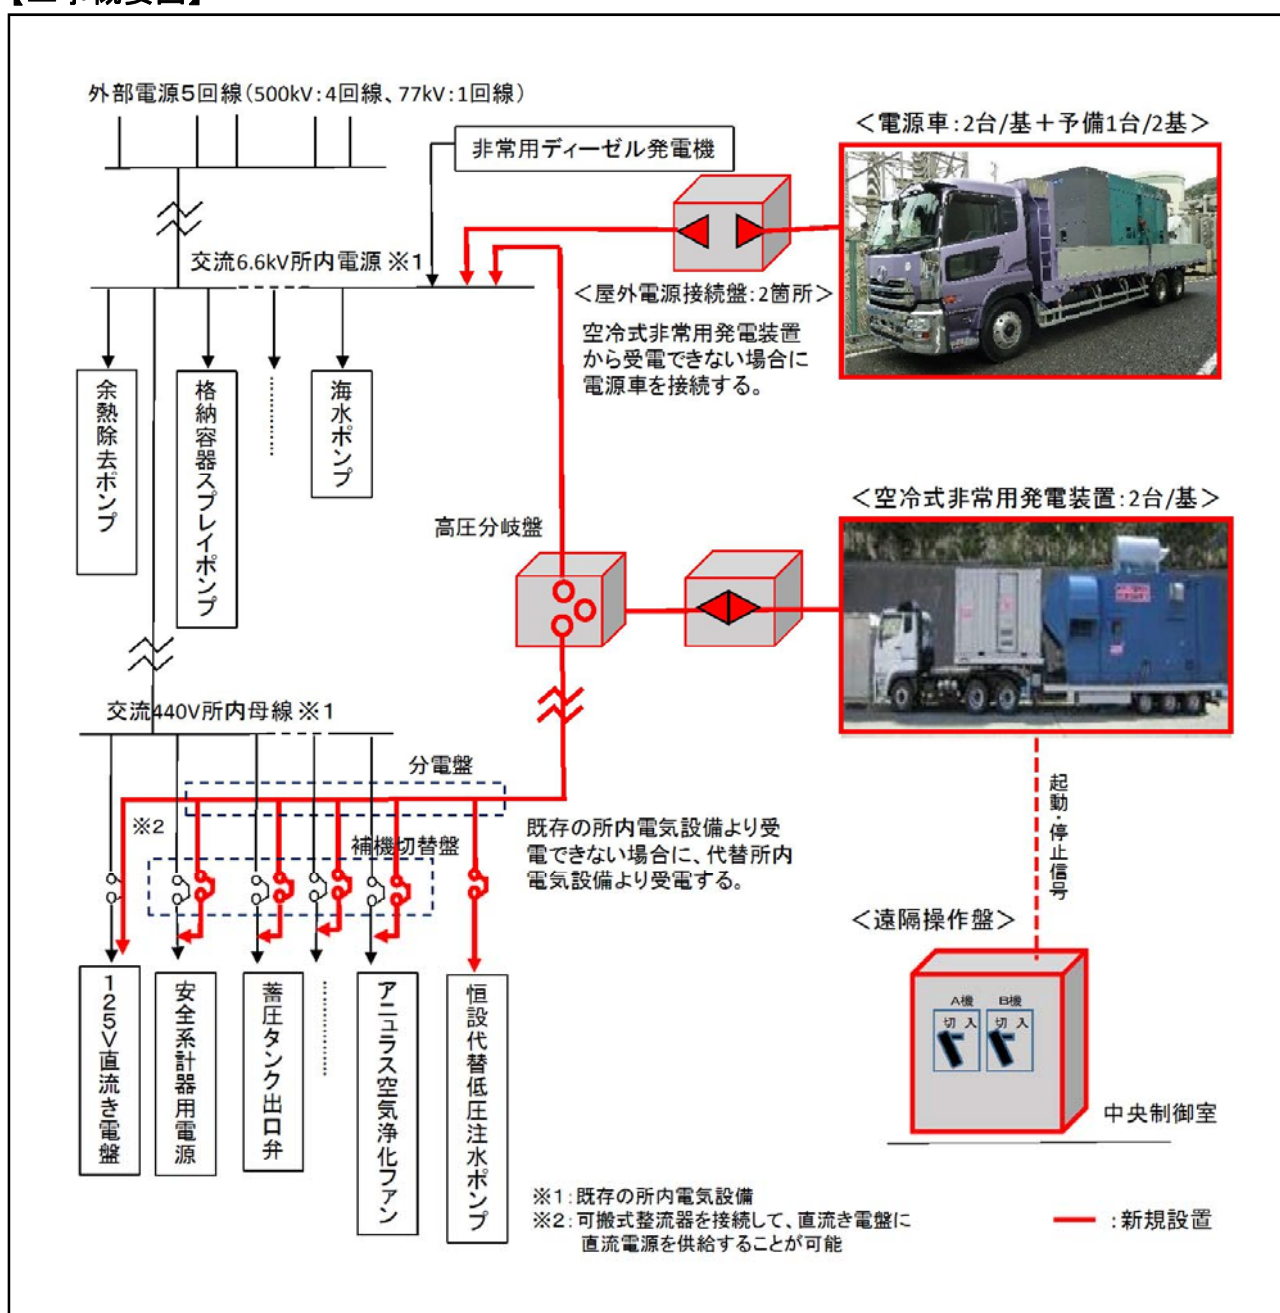 【工事概要図】
外部電源5回線(500kV:4回線、77kV:1回線)
非常用ディーゼル発電機
<電源車:2台/基+予備1台/2基>
交流6.6kV所内電源 ※1
<屋外電源接続盤:2箇所>
空冷式非常用発電装置
から受電できない場合に
電源車を接続する。
余熱除去ポンプ
格納容器スプレイポンプ
海水ポンプ
高圧分岐盤
<空冷式非常用発電装置:2台/基>
交流440V所内母線 ※1
分電盤
※2
補機切替盤
既存の所内電気設備より受
電できない場合に、代替所内
電気設備より受電する。
起動・停止信号
<遠隔操作盤>
A機 B機
切 入 切 入
中央制御室
125V直流き電盤
安全系計器用電源
蓄圧タンク出口弁
アニュラス空気浄化ファン
恒設代替低圧注水ポンプ
※1:既存の所内電気設備
※2:可搬式整流器を接続して、直流き電盤に
直流電源を供給することが可能
:新規設置